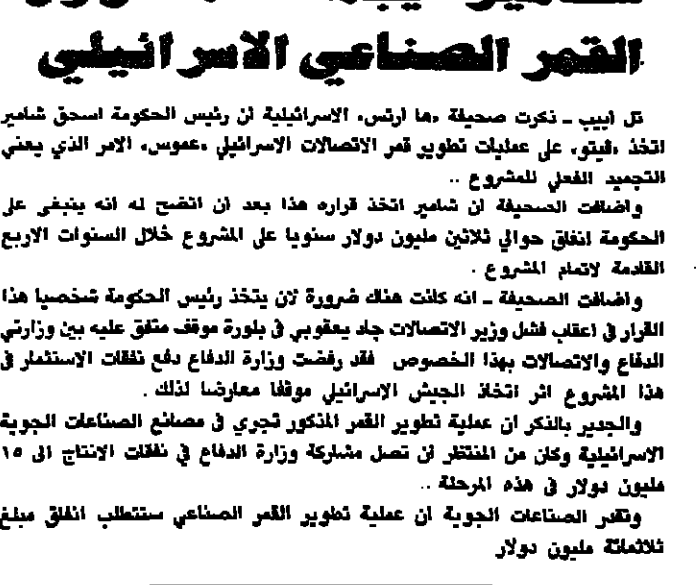 القمر الصناعي الاسرائيلي
تل أبيب ـ ذكرت صحيفة «ها ارتس» الاسرائيلية ان رئيس الحكومة اسحق شامير
اتخذ «فيتو» على عمليات تطوير قمر الاتصالات الاسرائيلي «عموس» الامر الذي يعني
التجميد الفعلي للمشروع ..
واضافت الصحيفة ان شامير اتخذ قراره هذا بعد ان اتضح له انه ينبغي على
الحكومة انفاق حوالي ثلاثين مليون دولار سنويا على المشروع خلال السنوات الاربع
القادمة لاتمام المشروع .
واضافت الصحيفة ـ انه كانت هناك ضرورة لان يتخذ رئيس الحكومة شخصيا هذا
القرار في اعقاب فشل وزير الاتصالات جاد يعقوبي في بلورة موقف متفق عليه بين وزارتي
الدفاع والاتصالات بهذا الخصوص فقد رفضت وزارة الدفاع دفع نفقات الاستثمار في
هذا المشروع اثر اتخاذ الجيش الاسرائيلي موقفا معارضا لذلك .
والجدير بالذكر ان عملية تطوير القمر المذكور تجري في مصانع الصناعات الجوية
الاسرائيلية وكان من المنتظر ان تصل مشاركة وزارة الدفاع في نفقات الانتاج الى ١٥
مليون دولار في هذه المرحلة ..
وتقدر الصناعات الجوية ان عملية تطوير القمر الصناعي ستتطلب انفاق مبلغ
ثلاثمائة مليون دولار